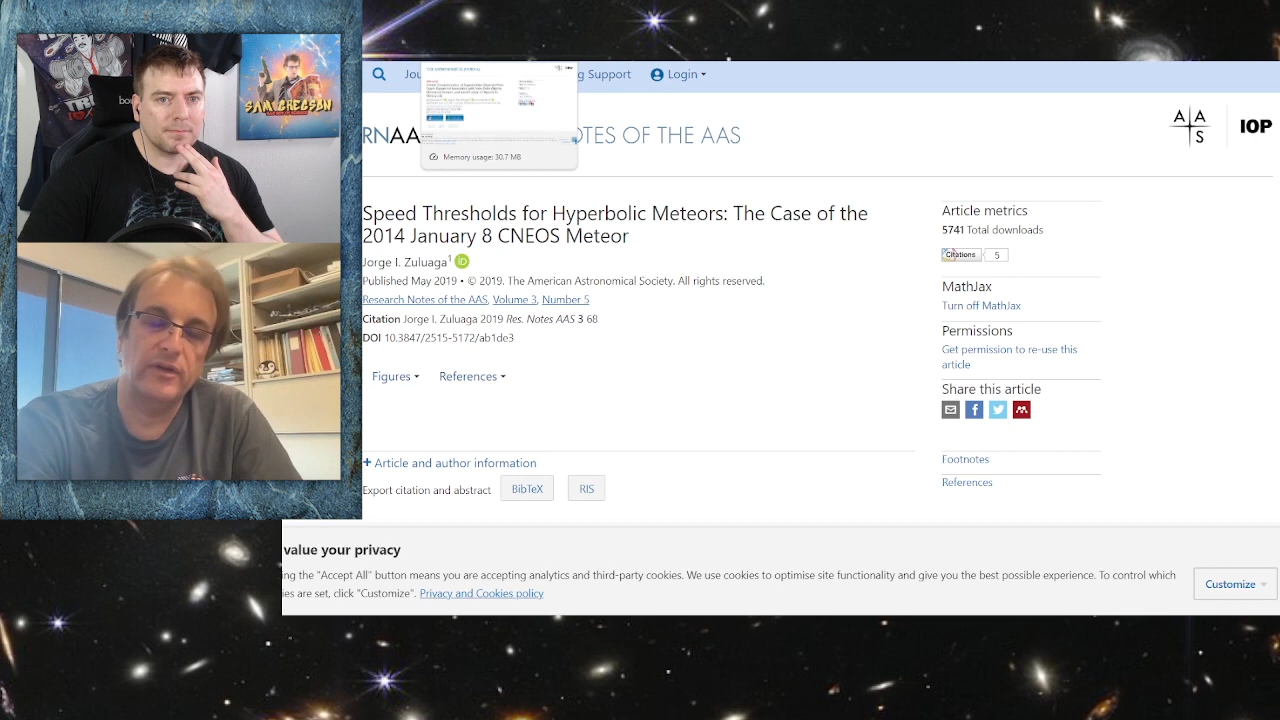 SAM GREGSON
Jou
g Support
Login
RNAA
OTES OF THE AAS
Memory usage: 30.7 MB
A A
S
IOP
Speed Thresholds for Hyperbolic Meteors: The Case of the
2014 January 8 CNEOS Meteor
Jorge I. Zuluaga1 iD
Published May 2019 • © 2019. The American Astronomical Society. All rights reserved.
Research Notes of the AAS, Volume 3, Number 5
Citation Jorge I. Zuluaga 2019 Res. Notes AAS 3 68
DOI 10.3847/2515-5172/ab1de3
Figures
References
+ Article and author information
Export citation and abstract
BibTeX
RIS
Article metrics
5741 Total downloads
Citations 5
MathJax
Turn off MathJax
Permissions
Get permission to re-use this
article
Share this article
Footnotes
References
value your privacy
ing the "Accept All" button means you are accepting analytics and third-party cookies. We use cookies to optimise site functionality and give you the best possible experience. To control which
ies are set, click "Customize". Privacy and Cookies policy
Customize